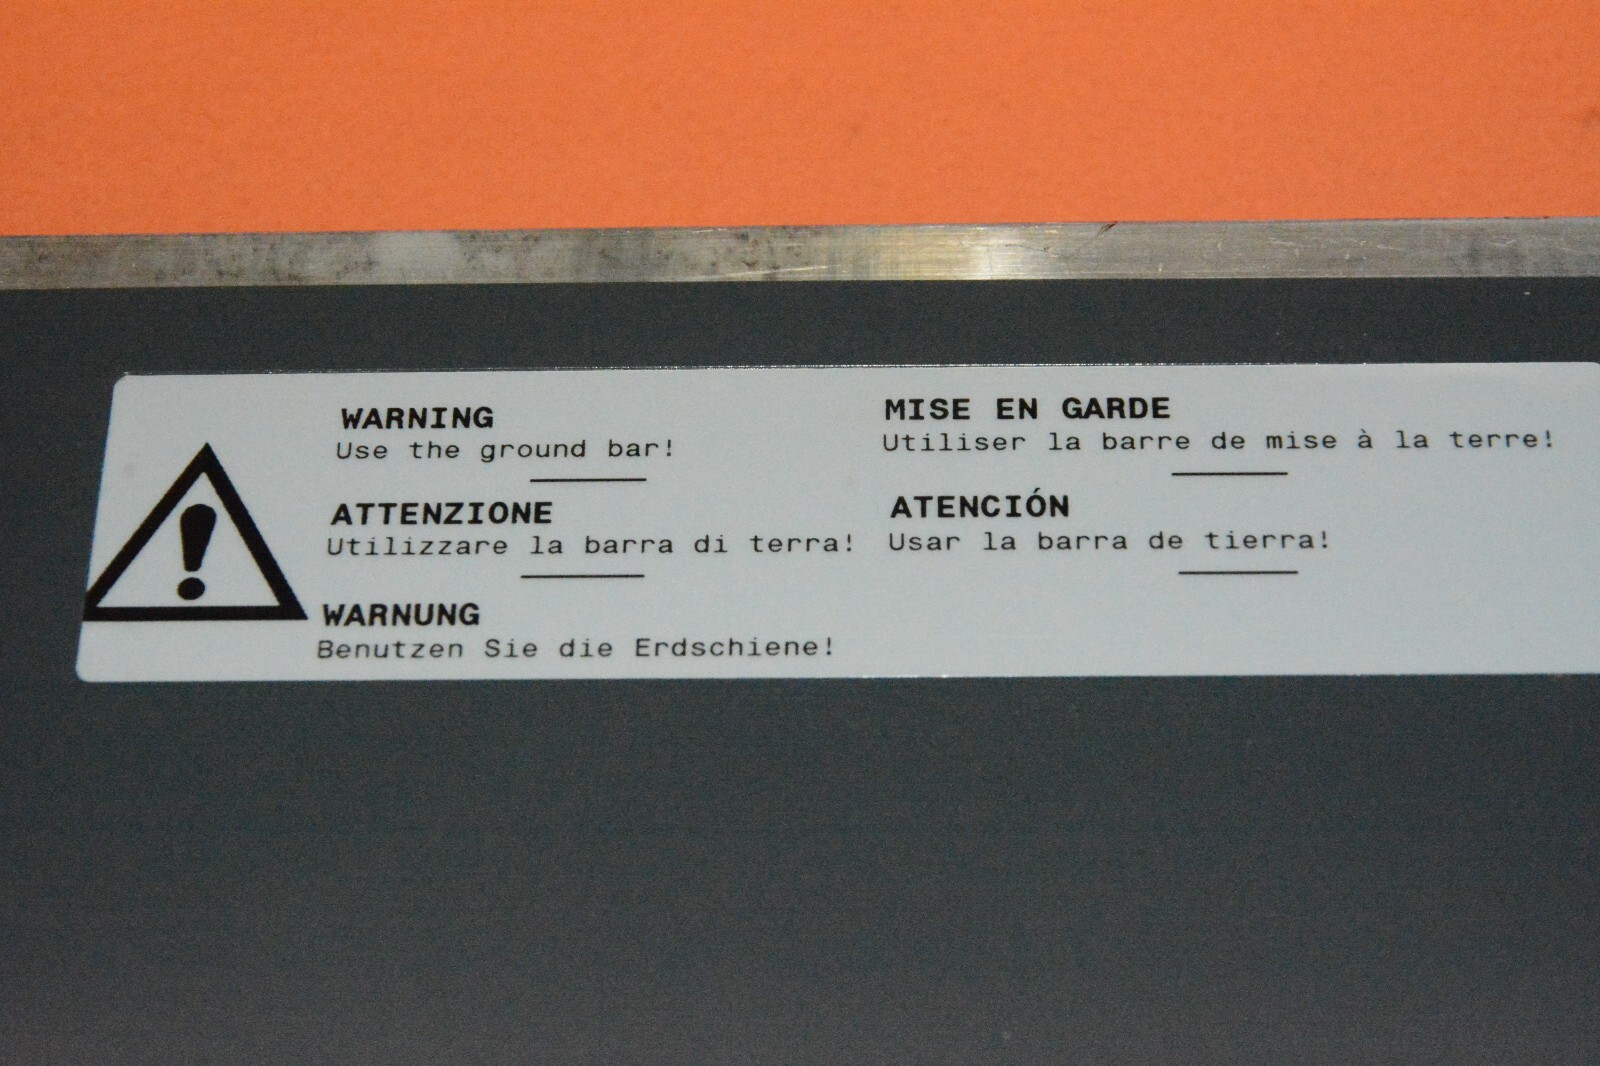 WARNING
Use the ground bar!
ATTENZIONE
Utilizzare la barra di terra!
WARNUNG
Benutzen Sie die Erdschiene!
MISE EN GARDE
Utiliser la barre de mise à la terre!
ATENCIÓN
Usar la barra de tierra!